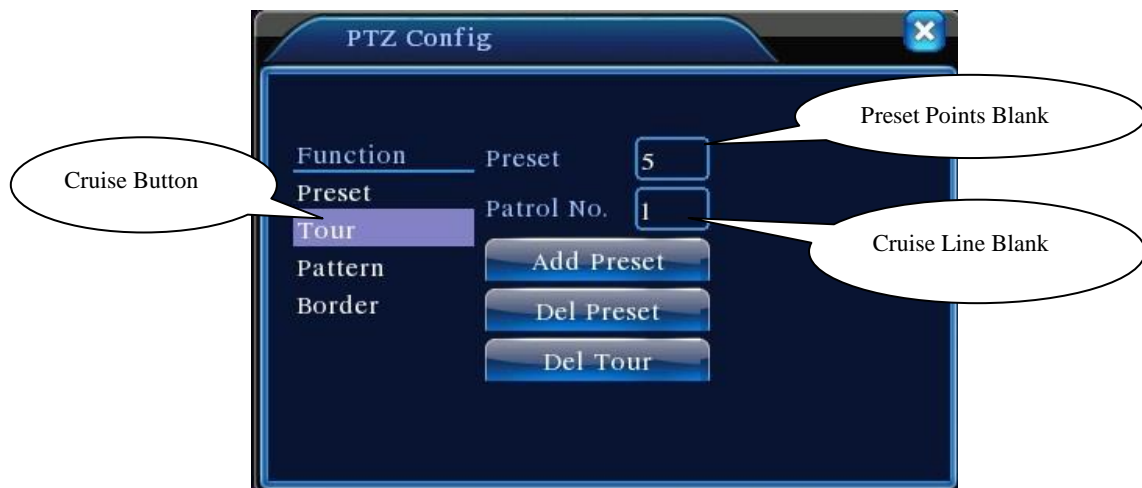 PTZ Config
Preset Points Blank
Cruise Button
Function
Preset 5
Preset
Patrol No. 1
Tour
Cruise Line Blank
Add Preset
Pattern
Border
Del Preset
Del Tour